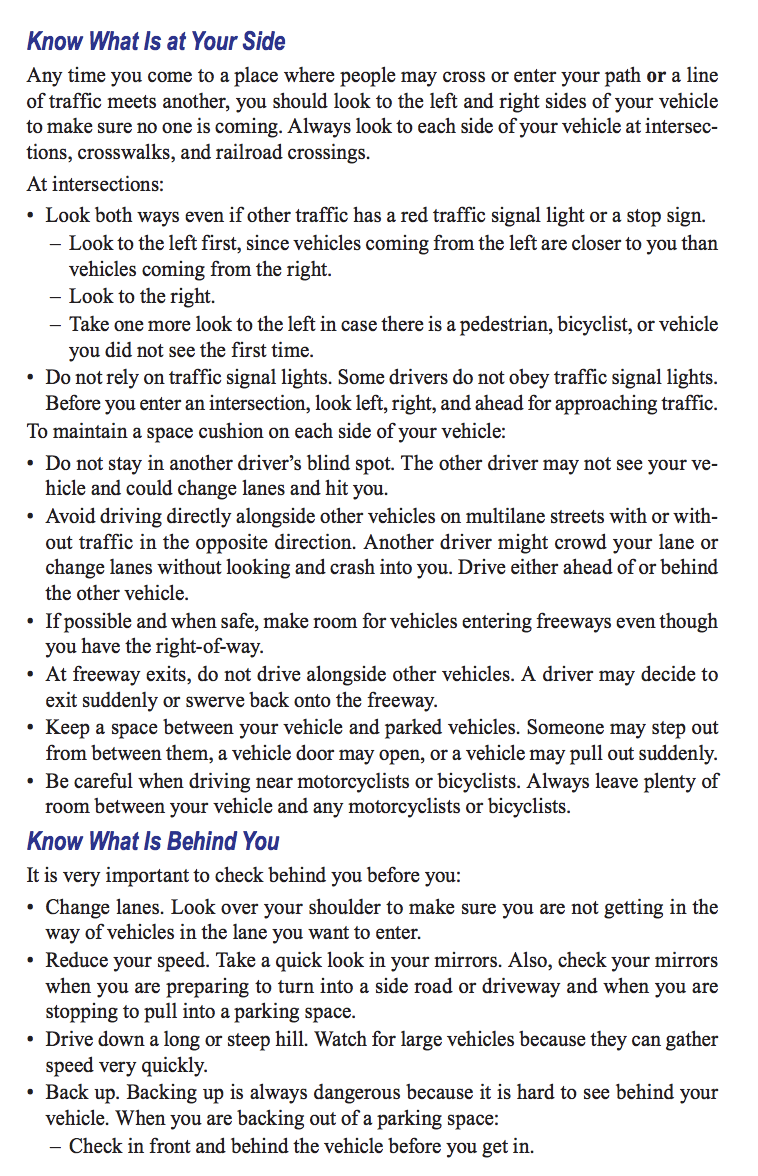 Know What Is at Your Side
Any time you come to a place where people may cross or enter your path or a line
of traffic meets another, you should look to the left and right sides of your vehicle
to make sure no one is coming. Always look to each side of your vehicle at intersec-
tions, crosswalks, and railroad crossings.
At intersections:
• Look both ways even if other traffic has a red traffic signal light or a stop sign.
– Look to the left first, since vehicles coming from the left are closer to you than
vehicles coming from the right.
– Look to the right.
– Take one more look to the left in case there is a pedestrian, bicyclist, or vehicle
you did not see the first time.
• Do not rely on traffic signal lights. Some drivers do not obey traffic signal lights.
Before you enter an intersection, look left, right, and ahead for approaching traffic.
To maintain a space cushion on each side of your vehicle:
• Do not stay in another driver’s blind spot. The other driver may not see your ve-
hicle and could change lanes and hit you.
• Avoid driving directly alongside other vehicles on multilane streets with or with-
out traffic in the opposite direction. Another driver might crowd your lane or
change lanes without looking and crash into you. Drive either ahead of or behind
the other vehicle.
• If possible and when safe, make room for vehicles entering freeways even though
you have the right-of-way.
• At freeway exits, do not drive alongside other vehicles. A driver may decide to
exit suddenly or swerve back onto the freeway.
• Keep a space between your vehicle and parked vehicles. Someone may step out
from between them, a vehicle door may open, or a vehicle may pull out suddenly.
• Be careful when driving near motorcyclists or bicyclists. Always leave plenty of
room between your vehicle and any motorcyclists or bicyclists.
Know What Is Behind You
It is very important to check behind you before you:
• Change lanes. Look over your shoulder to make sure you are not getting in the
way of vehicles in the lane you want to enter.
• Reduce your speed. Take a quick look in your mirrors. Also, check your mirrors
when you are preparing to turn into a side road or driveway and when you are
stopping to pull into a parking space.
• Drive down a long or steep hill. Watch for large vehicles because they can gather
speed very quickly.
• Back up. Backing up is always dangerous because it is hard to see behind your
vehicle. When you are backing out of a parking space:
– Check in front and behind the vehicle before you get in.